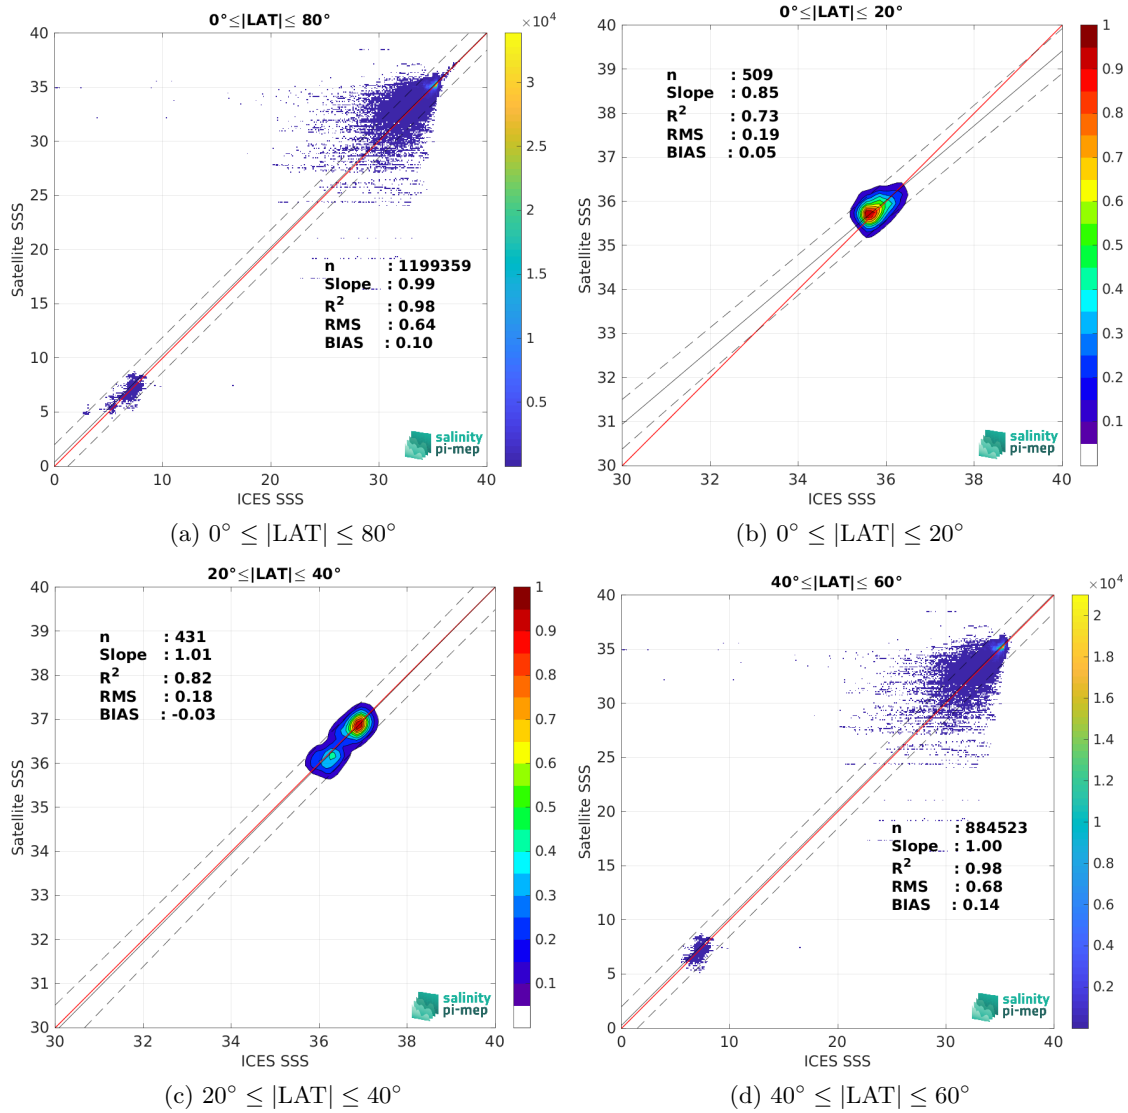 0°≤|LAT|≤ 80°
×10⁴
40
35
30
25
20
15
10
5
0
Satellite SSS
n : 1199359
Slope : 0.99
R² : 0.98
RMS : 0.64
BIAS : 0.10
salinity
pi-mep
3
2.5
2
1.5
1
0.5
0 10 20 30 40
ICES SSS
(a) 0° ≤ |LAT| ≤ 80°
0°≤|LAT|≤ 20°
40
39
38
37
36
35
34
33
32
31
30
Satellite SSS
n : 509
Slope : 0.85
R² : 0.73
RMS : 0.19
BIAS : 0.05
salinity
pi-mep
1
0.9
0.8
0.7
0.6
0.5
0.4
0.3
0.2
0.1
30 32 34 36 38 40
ICES SSS
(b) 0° ≤ |LAT| ≤ 20°
20°≤|LAT|≤ 40°
40
39
38
37
36
35
34
33
32
31
30
Satellite SSS
n : 431
Slope : 1.01
R² : 0.82
RMS : 0.18
BIAS : -0.03
salinity
pi-mep
1
0.9
0.8
0.7
0.6
0.5
0.4
0.3
0.2
0.1
30 32 34 36 38 40
ICES SSS
(c) 20° ≤ |LAT| ≤ 40°
40°≤|LAT|≤ 60°
×10⁴
40
35
30
25
20
15
10
5
0
Satellite SSS
n : 884523
Slope : 1.00
R² : 0.98
RMS : 0.68
BIAS : 0.14
salinity
pi-mep
2
1.8
1.6
1.4
1.2
1
0.8
0.6
0.4
0.2
0 10 20 30 40
ICES SSS
(d) 40° ≤ |LAT| ≤ 60°